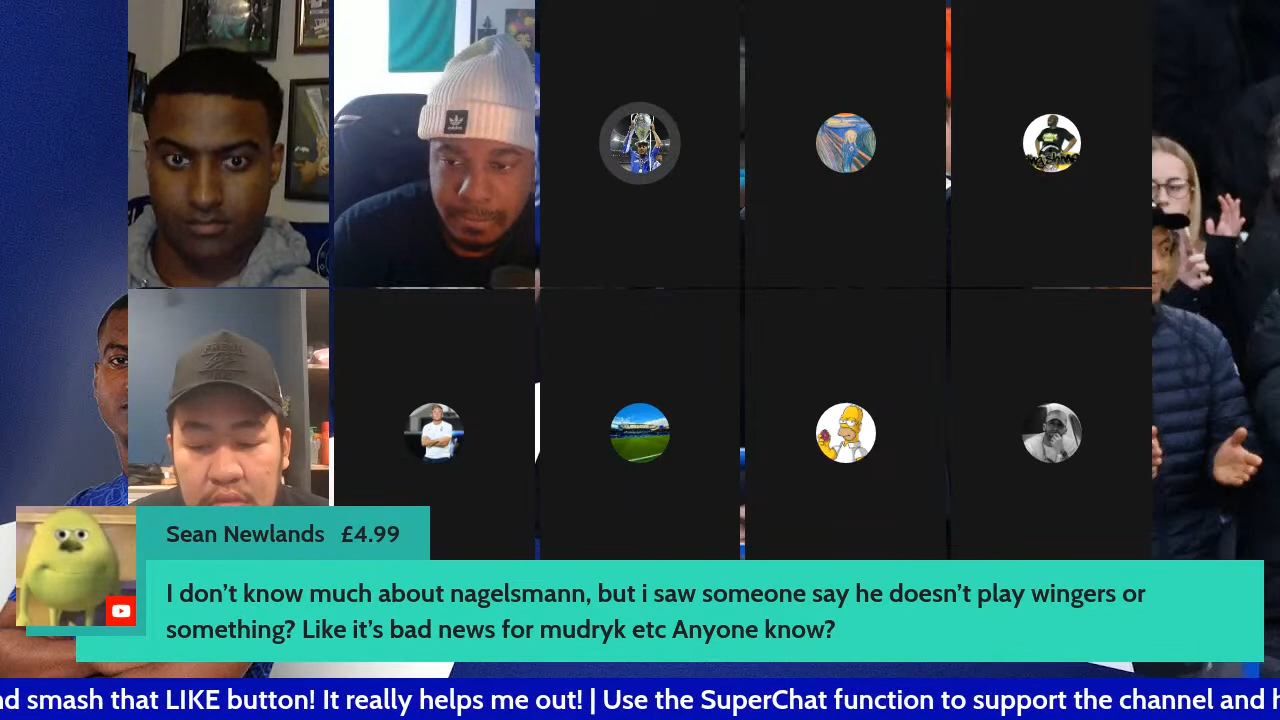 Sean Newlands £4.99
I don't know much about nagelsmann, but i saw someone say he doesn't play wingers or
something? Like it's bad news for mudryk etc Anyone know?
nd smash that LIKE button! It really helps me out! | Use the SuperChat function to support the channel and h